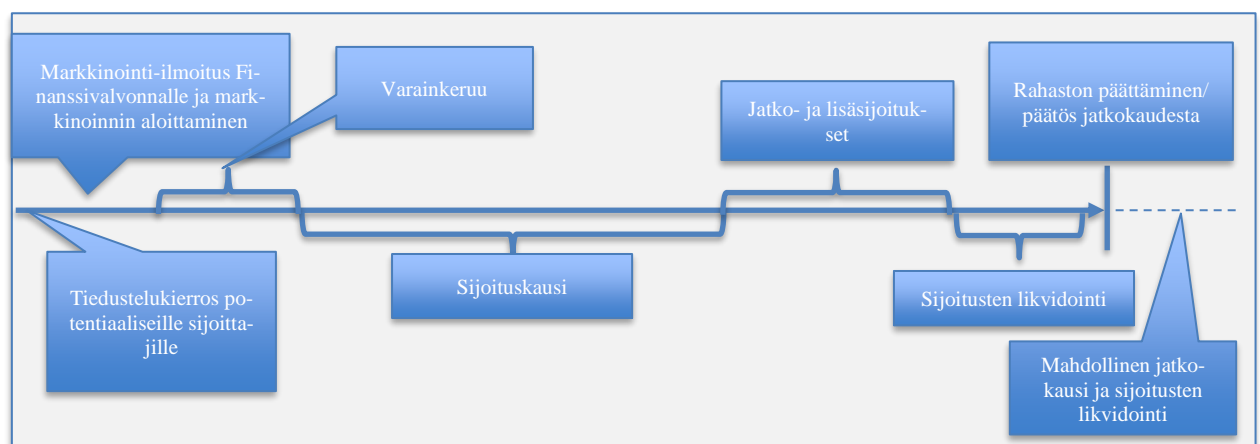 Markkinointi-ilmoitus Fi-
nanssivalvonnalle ja mark-
kinoinnin aloittaminen
Varainkeruu
Jatko- ja lisäsijoituk-
set
Rahaston päättäminen/
päätös jatkokaudesta
Tiedustelukierros po-
tentiaaliseille sijoitta-
jille
Sijoituskausi
Sijoitusten likvidointi
Mahdollinen jatko-
kausi ja sijoitusten
likvidointi